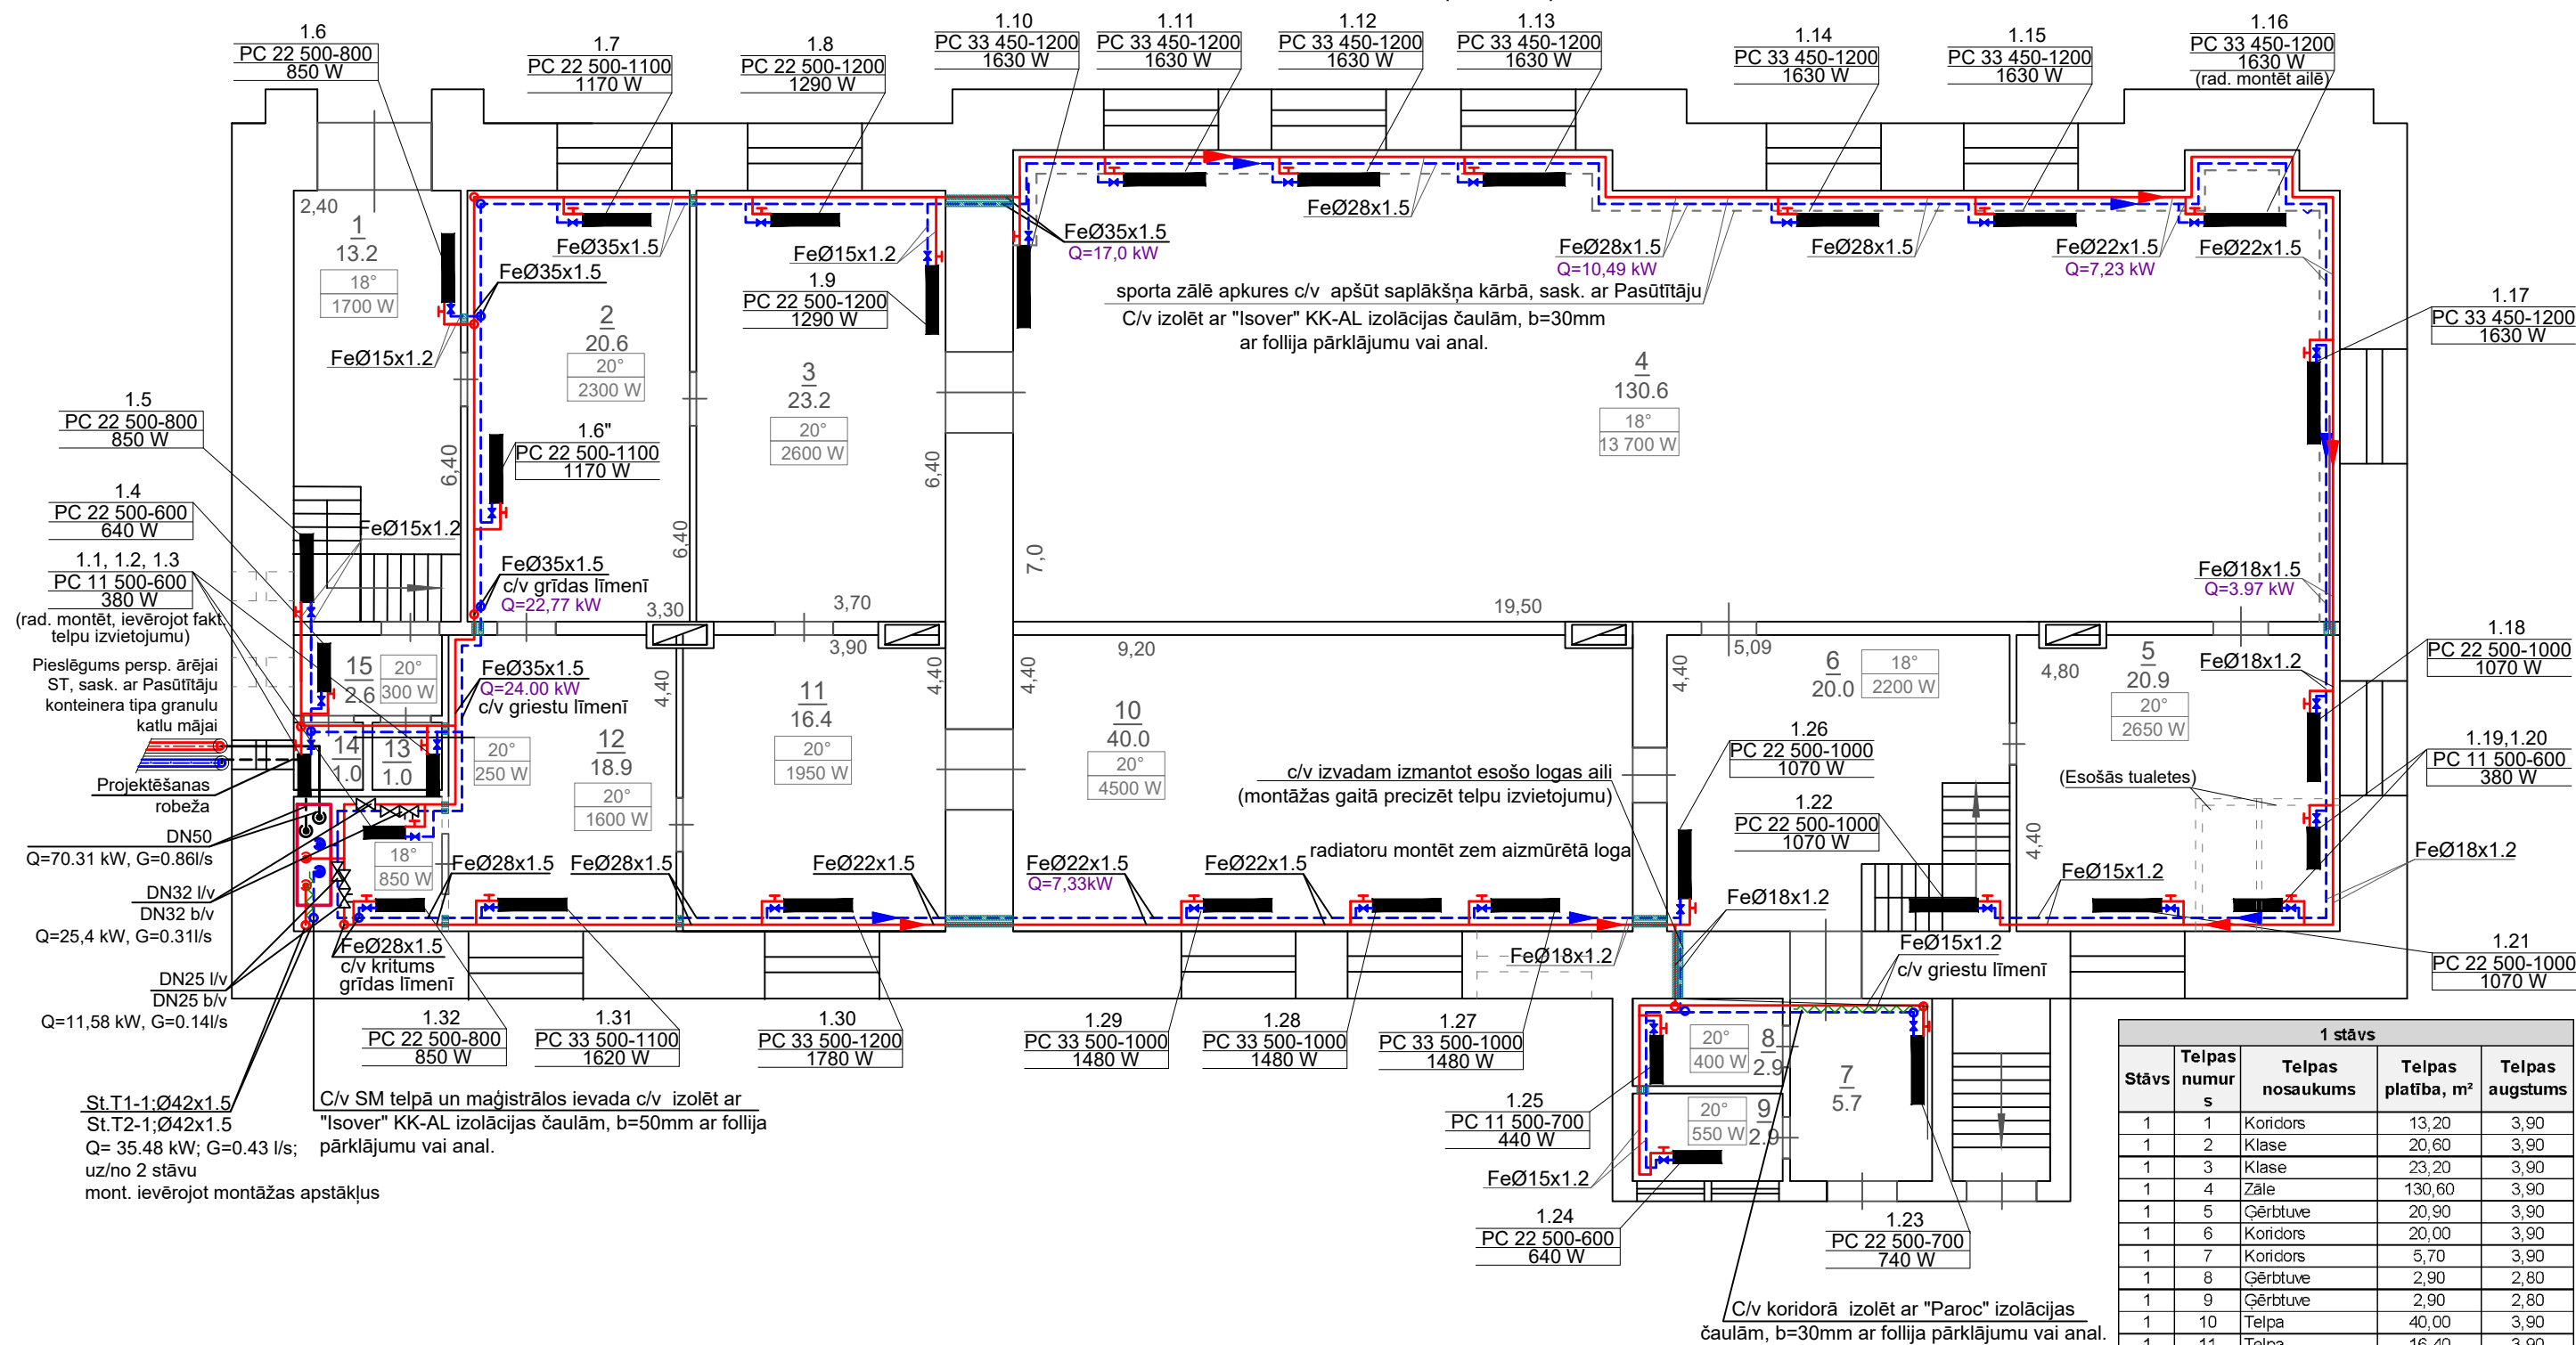 1.6
PC 22 500-800
850 W
1.7
PC 22 500-1100
1170 W
1.8
PC 22 500-1200
1290 W
1.10
PC 33 450-1200
1630 W
1.11
PC 33 450-1200
1630 W
1.12
PC 33 450-1200
1630 W
1.13
PC 33 450-1200
1630 W
1.14
PC 33 450-1200
1630 W
1.15
PC 33 450-1200
1630 W
1.16
PC 33 450-1200
1630 W
(rad. montēt ailē)
2,40
1
13.2
18°
1700 W
FeØ35x1.5
FeØ15x1.2
FeØ35x1.5
FeØ15x1.2
1.9
PC 22 500-1200
1290 W
FeØ35x1.5
Q=17,0 kW
FeØ28x1.5
FeØ28x1.5
Q=10,49 kW
FeØ28x1.5
FeØ22x1.5
Q=7,23 kW
FeØ22x1.5
sporta zālē apkures c/v apšūt saplākšņa kārbā, sask. ar Pasūtītāju
C/v izolēt ar "Isover" KK-AL izolācijas čaulām, b=30mm
ar follija pārklājumu vai anal.
1.17
PC 33 450-1200
1630 W
2
20.6
20°
2300 W
3
23.2
20°
2600 W
4
130.6
18°
13 700 W
1.5
PC 22 500-800
850 W
1.6"
PC 22 500-1100
1170 W
6,40
6,40
6,40
7,0
1.4
PC 22 500-600
640 W
FeØ15x1.2
1.1, 1.2, 1.3
PC 11 500-600
380 W
(rad. montēt, ievērojot fakt.
telpu izvietojumu)
FeØ35x1.5
c/v grīdas līmenī
Q=22,77 kW
3,30
3,70
19,50
FeØ18x1.5
Q=3.97 kW
Pieslēgums persp. ārējai
ST, sask. ar Pasūtītāju
konteinera tipa granulu
katlu mājai
15
2.6
20°
300 W
FeØ35x1.5
Q=24.00 kW
c/v griestu līmenī
4,40
3,90
4,40
4,40
9,20
4,40
5,09
6
20.0
18°
2200 W
4,80
5
20.9
20°
2650 W
FeØ18x1.2
1.18
PC 22 500-1000
1070 W
14
1.0
13
1.0
20°
250 W
12
18.9
20°
1600 W
11
16.4
20°
1950 W
10
40.0
20°
4500 W
1.26
PC 22 500-1000
1070 W
c/v izvadam izmantot esošo logas aili
(montāžas gaitā precizēt telpu izvietojumu)
1.22
PC 22 500-1000
1070 W
(Esošās tualetes)
1.19,1.20
PC 11 500-600
380 W
Projektēšanas
robeža
DN50
Q=70.31 kW, G=0.86l/s
18°
850 W
FeØ28x1.5
FeØ28x1.5
FeØ22x1.5
FeØ22x1.5
Q=7,33kW
FeØ22x1.5
radiatoru montēt zem aizmūrētā loga
4,40
FeØ15x1.2
FeØ18x1.2
DN32 l/v
DN32 b/v
Q=25,4 kW, G=0.31l/s
FeØ18x1.2
FeØ28x1.5
c/v kritums
grīdas līmenī
FeØ18x1.2
FeØ15x1.2
c/v griestu līmenī
1.21
PC 22 500-1000
1070 W
DN25 l/v
DN25 b/v
Q=11,58 kW, G=0.14l/s
1.32
PC 22 500-800
850 W
1.31
PC 33 500-1100
1620 W
1.30
PC 33 500-1200
1780 W
1.29
PC 33 500-1000
1480 W
1.28
PC 33 500-1000
1480 W
1.27
PC 33 500-1000
1480 W
20°
400 W
8
2.9
7
5.7
20°
550 W
9
2.9
1.25
PC 11 500-700
440 W
FeØ15x1.2
1.24
PC 22 500-600
640 W
1.23
PC 22 500-700
740 W
St.T1-1;Ø42x1.5
St.T2-1;Ø42x1.5
Q= 35.48 kW; G=0.43 l/s;
uz/no 2 stāvu
mont. ievērojot montāžas apstākļus
C/v SM telpā un maģistrālos ievada c/v izolēt ar
"Isover" KK-AL izolācijas čaulām, b=50mm ar follija
pārklājumu vai anal.
C/v koridorā izolēt ar "Paroc" izolācijas
čaulām, b=30mm ar follija pārklājumu vai anal.
1 stāvs
Stāvs Telpas numurs Telpas nosaukums Telpas platība, m² Telpas augstums
1 1 Koridors 13,20 3,90
1 2 Klase 20,60 3,90
1 3 Klase 23,20 3,90
1 4 Zāle 130,60 3,90
1 5 Ģērbtuve 20,90 3,90
1 6 Koridors 20,00 3,90
1 7 Koridors 5,70 3,90
1 8 Ģērbtuve 2,90 2,80
1 9 Ģērbtuve 2,90 2,80
1 10 Telpa 40,00 3,90
1 11 Telpa 16,40 3,90